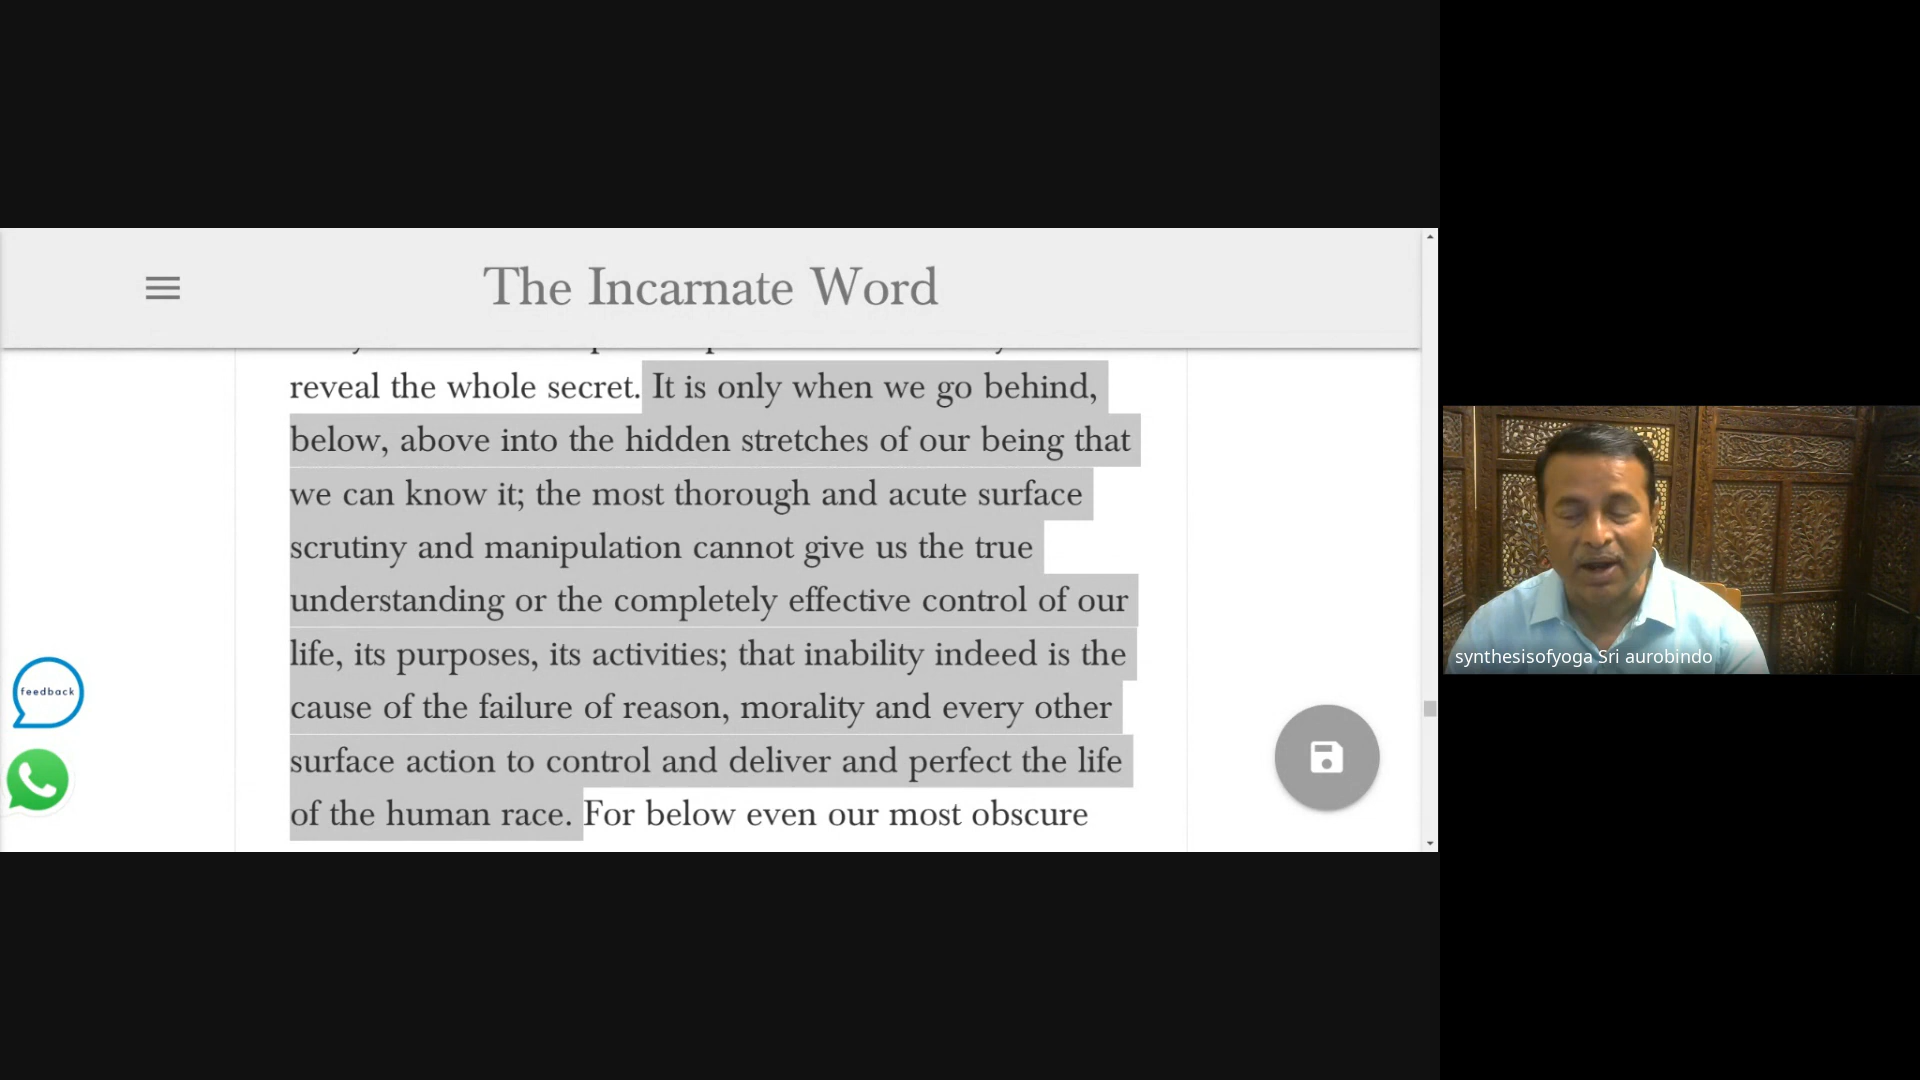 The Incarnate Word
reveal the whole secret. It is only when we go behind,
below, above into the hidden stretches of our being that
we can know it; the most thorough and acute surface
scrutiny and manipulation cannot give us the true
understanding or the completely effective control of our
life, its purposes, its activities; that inability indeed is the
cause of the failure of reason, morality and every other
surface action to control and deliver and perfect the life
of the human race. For below even our most obscure
feedback
synthesisofyoga Sri aurobindo